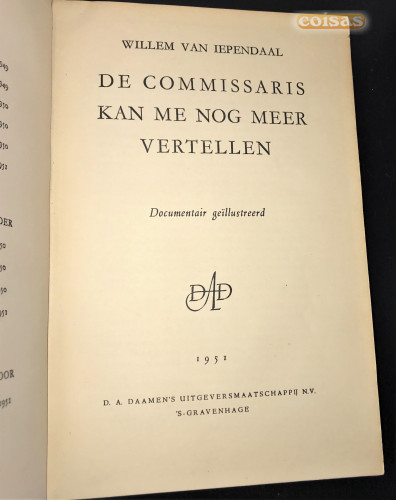 coisas
WILLEM VAN IEPENDAAL
DE COMMISSARIS
KAN ME NOG MEER
VERTELLEN
Documentair geïllustreerd
DAD
1951
D. A. DAAMEN'S UITGEVERSMAATSCHAPPIJ N.V.
'S-GRAVENHAGE